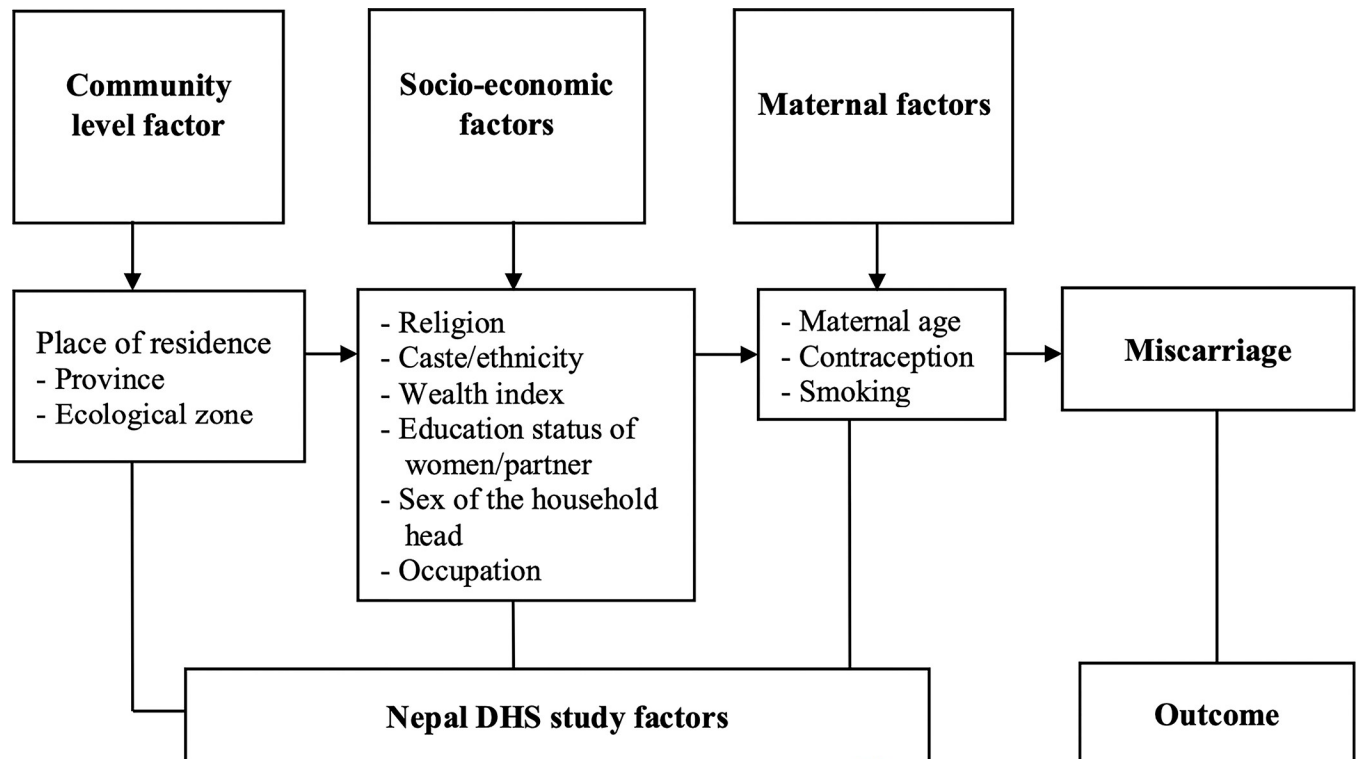 Community
level factor
Socio-economic
factors
Maternal factors
Place of residence
- Province
- Ecological zone
- Religion
- Caste/ethnicity
- Wealth index
- Education status of
women/partner
- Sex of the household
head
- Occupation
- Maternal age
- Contraception
- Smoking
Miscarriage
Nepal DHS study factors
Outcome